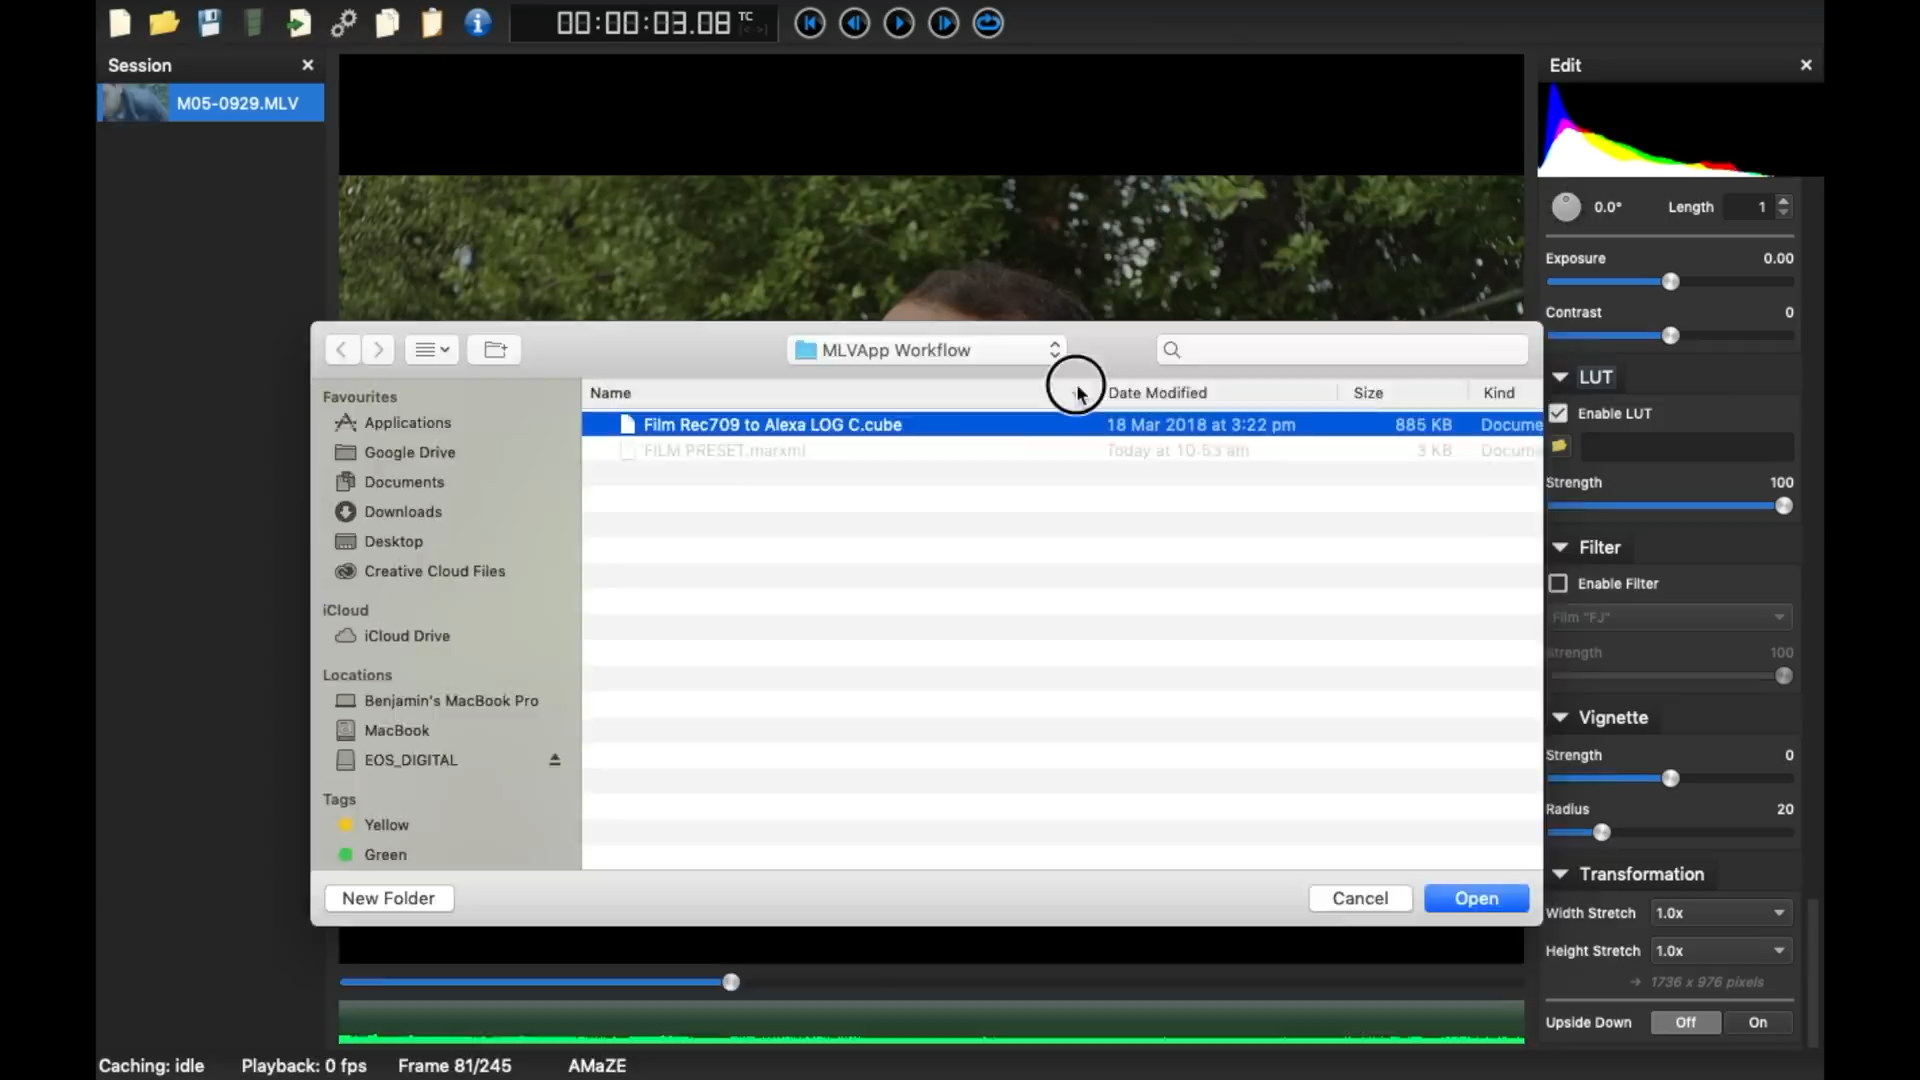 00:00:03.08 TC
Session
M05-0929.MLV
Edit
0.0° Length 1
Exposure 0.00
Contrast 0
LUT
Enable LUT
Strength 100
Filter
Enable Filter
Film "FJ"
Strength 100
Vignette
Strength 0
Radius 20
Transformation
Width Stretch 1.0x
Height Stretch 1.0x
→ 1736 x 976 pixels
Upside Down Off On
MLVApp Workflow
Name Date Modified Size Kind
Film Rec709 to Alexa LOG C.cube 18 Mar 2018 at 3:22 pm 885 KB Docume
FILM PRESET.marxml Today at 10:53 am 3 KB Docum
Favourites
Applications
Google Drive
Documents
Downloads
Desktop
Creative Cloud Files
iCloud
iCloud Drive
Locations
Benjamin's MacBook Pro
MacBook
EOS_DIGITAL
Tags
Yellow
Green
New Folder Cancel Open
Caching: idle Playback: 0 fps Frame 81/245 AMaZE